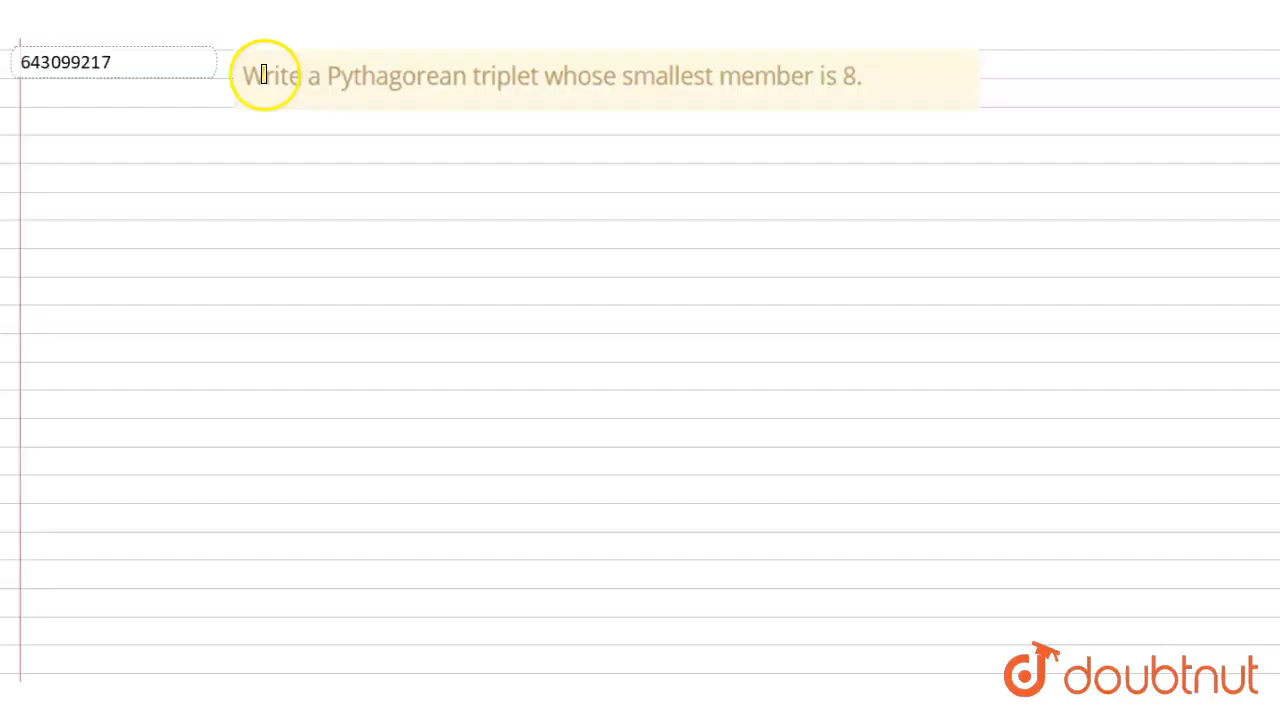 643099217
Write a Pythagorean triplet whose smallest member is 8.
doubtnut